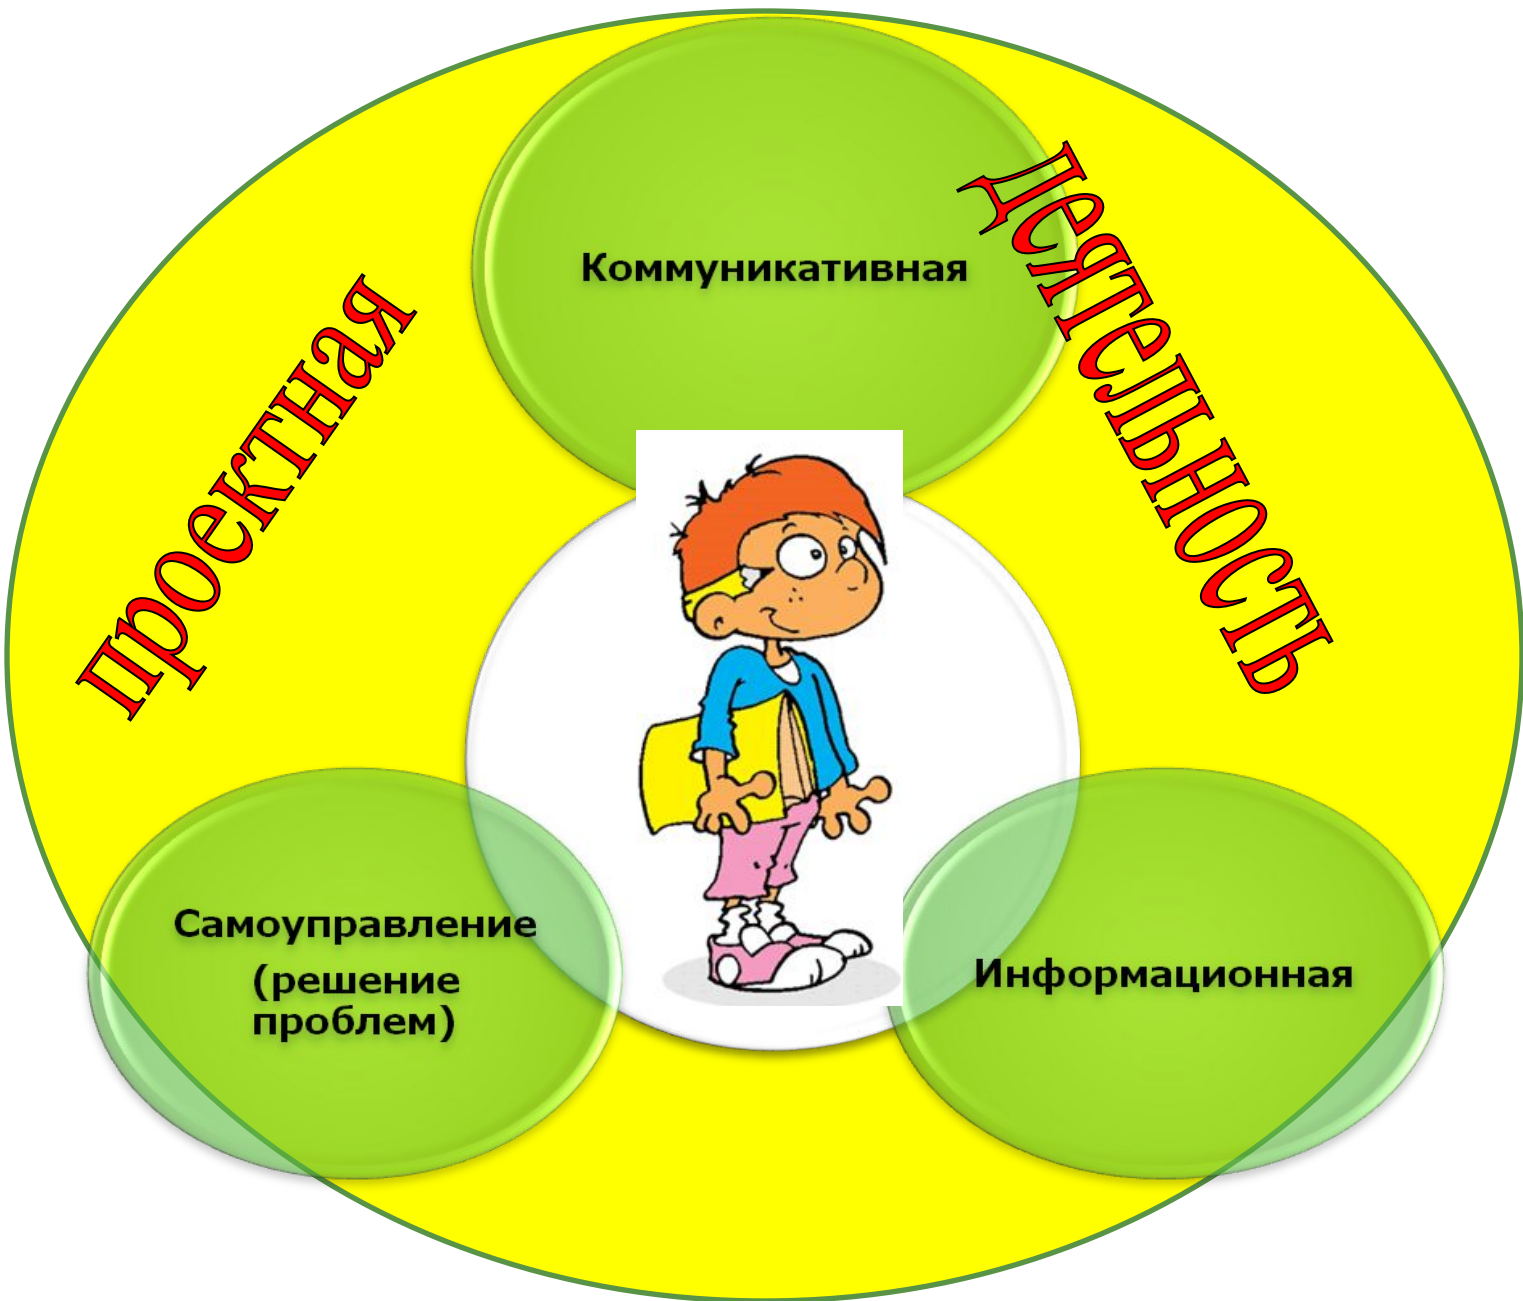 проектная
деятельность
Коммуникативная
Самоуправление
(решение
проблем)
Информационная